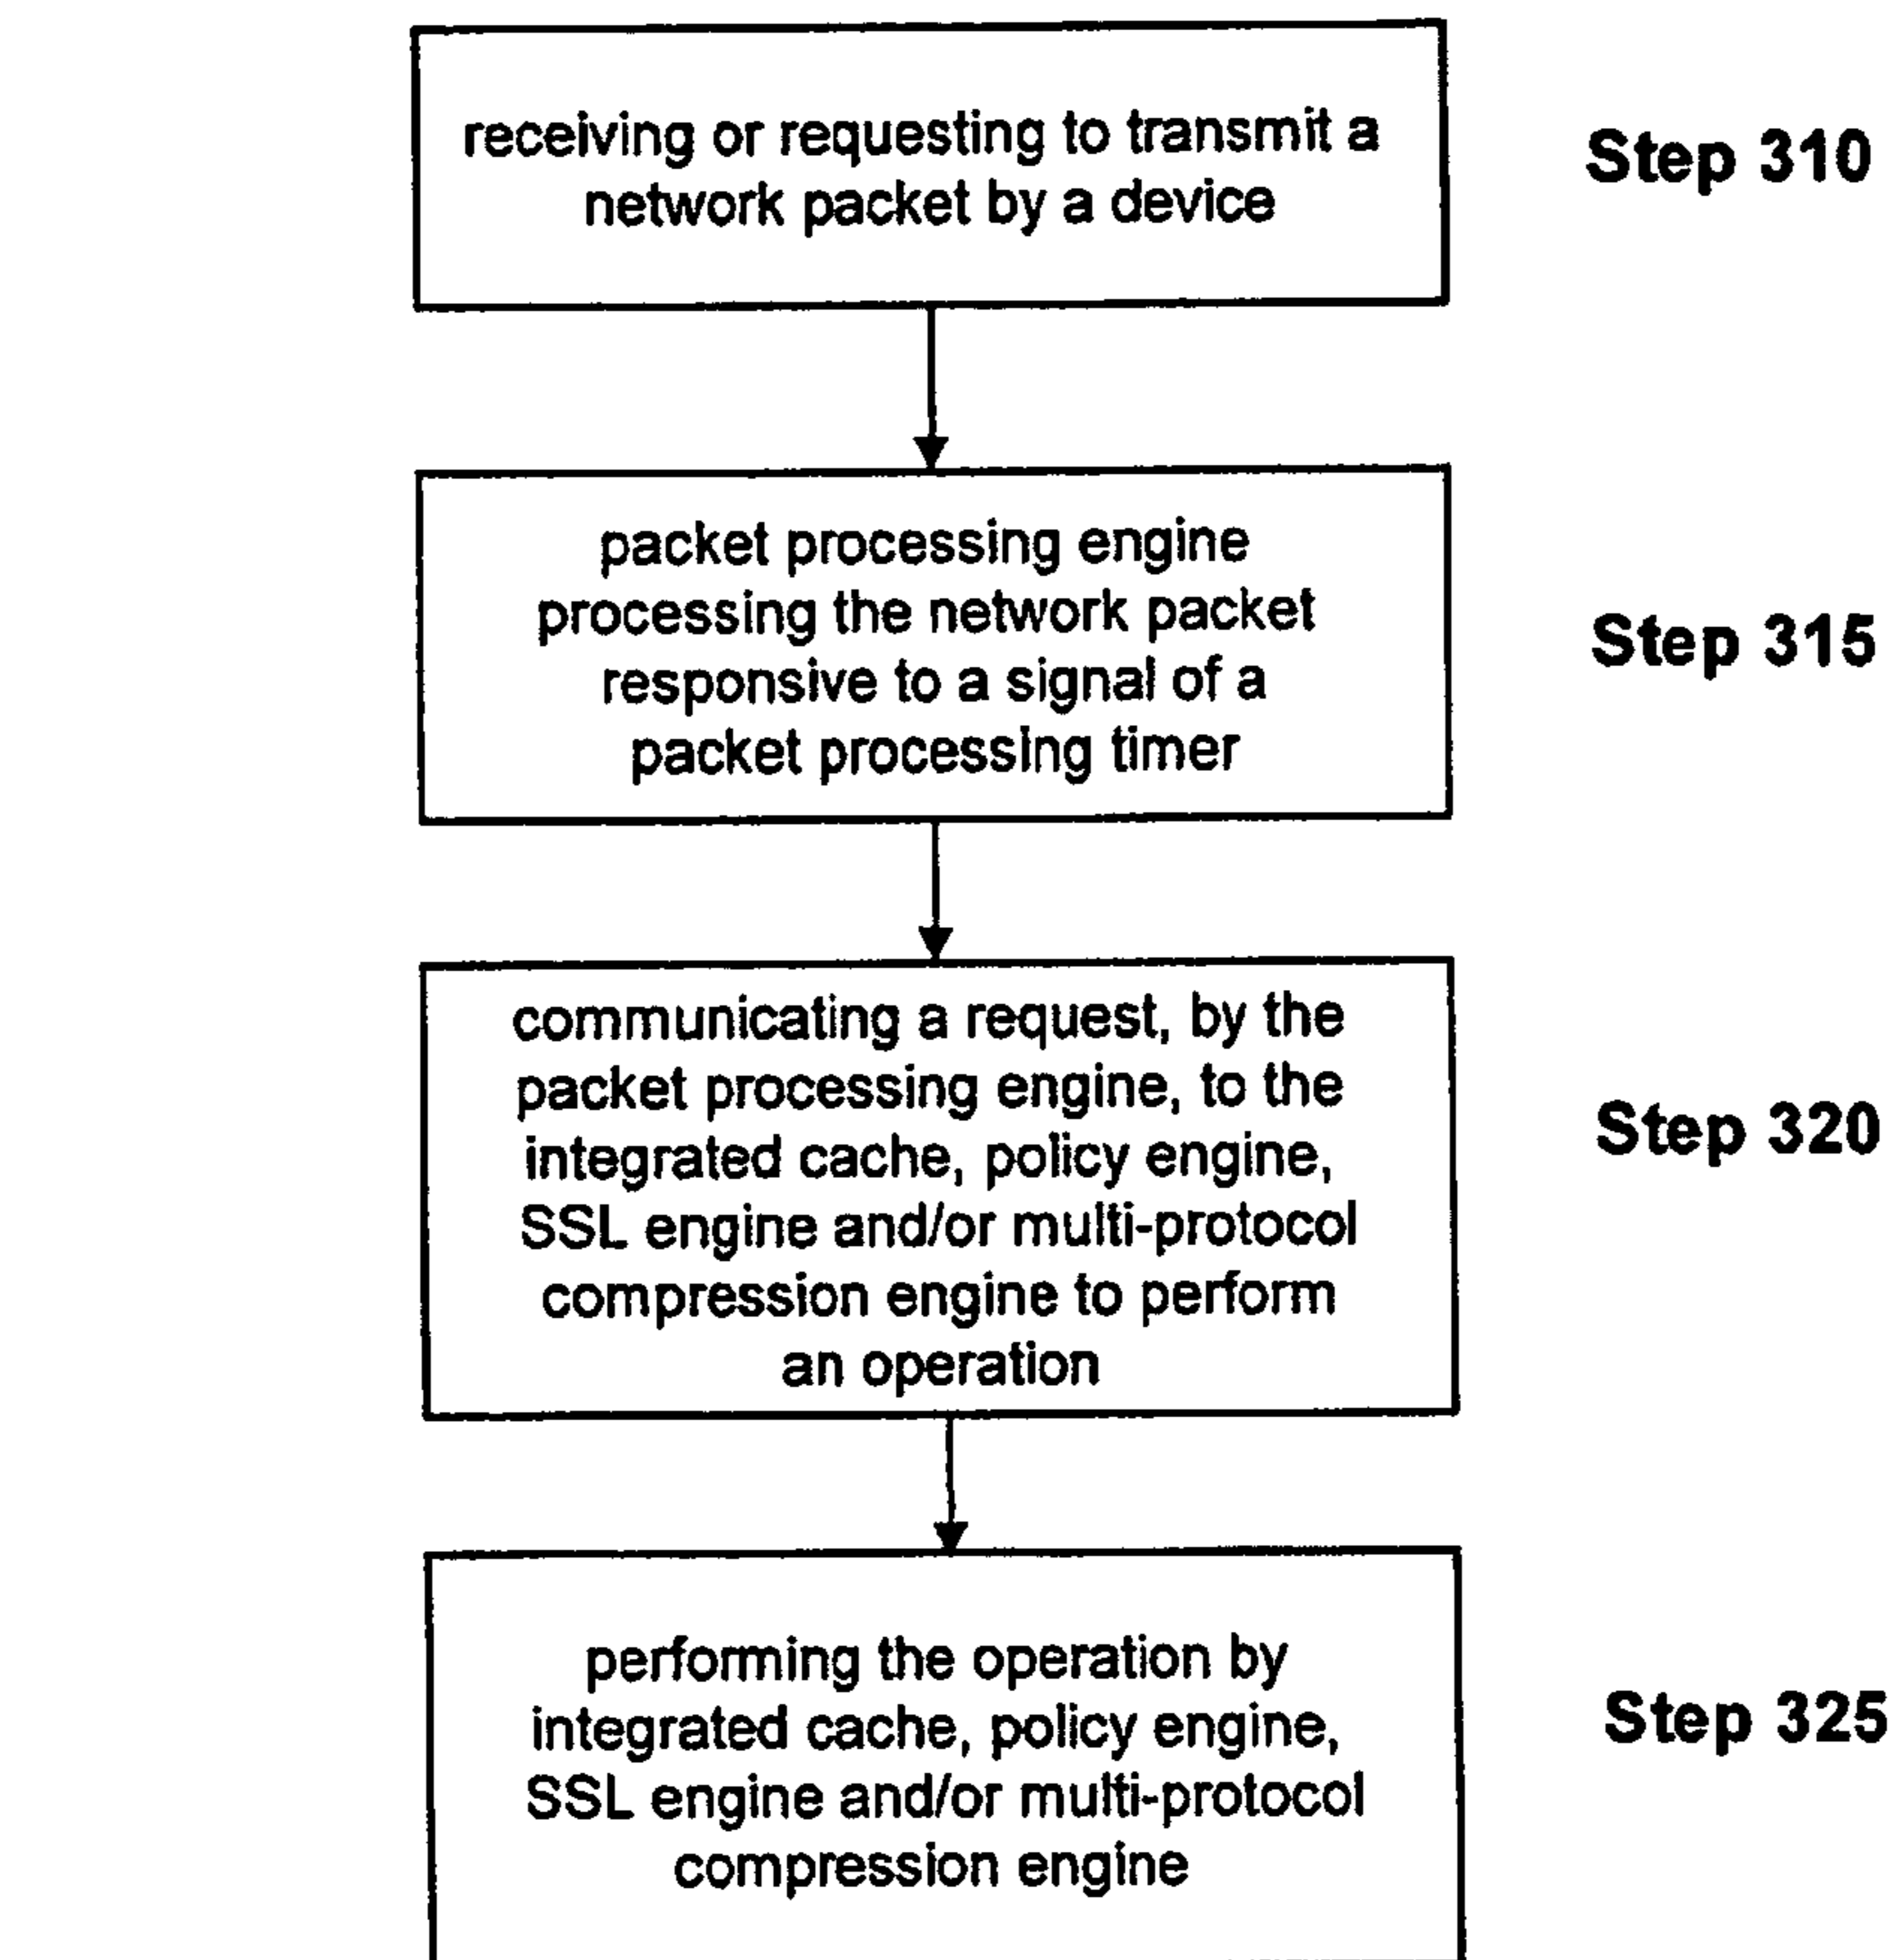 receiving or requesting to transmit a
network packet by a device
Step 310
packet processing engine
processing the network packet
responsive to a signal of a
packet processing timer
Step 315
communicating a request, by the
packet processing engine, to the
integrated cache, policy engine,
SSL engine and/or multi-protocol
compression engine to perform
an operation
Step 320
performing the operation by
integrated cache, policy engine,
SSL engine and/or multi-protocol
compression engine
Step 325